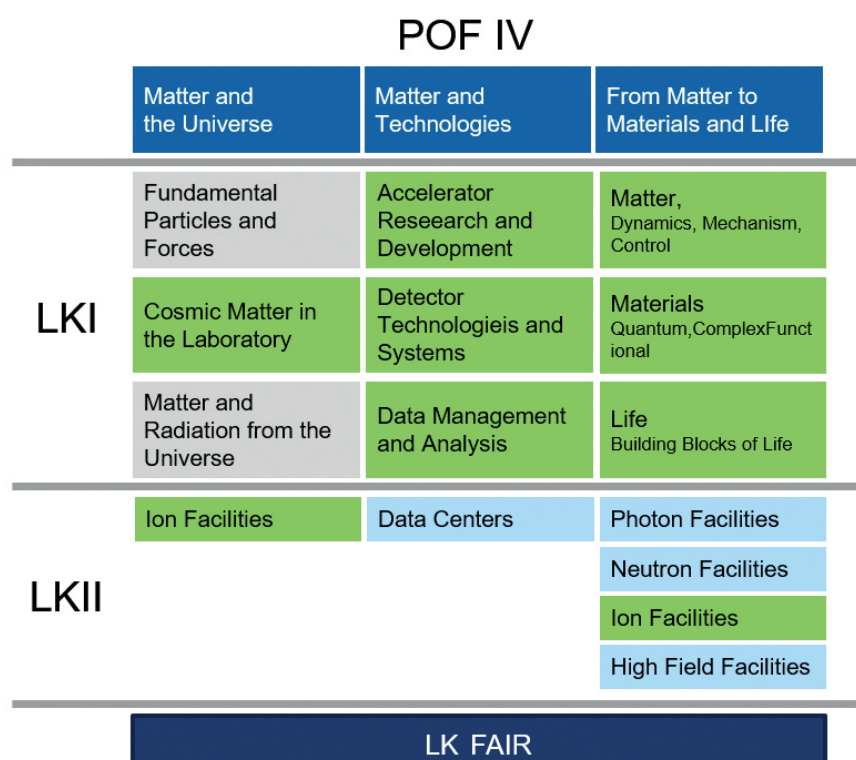 POF IV
Matter and
the Universe
Matter and
Technologies
From Matter to
Materials and LIfe
LKI
Fundamental
Particles and
Forces
Accelerator
Reseearch and
Development
Matter,
Dynamics, Mechanism,
Control
Cosmic Matter in
the Laboratory
Detector
Technologieis and
Systems
Materials
Quantum,ComplexFunct
ional
Matter and
Radiation from the
Universe
Data Management
and Analysis
Life
Building Blocks of Life
LKII
Ion Facilities
Data Centers
Photon Facilities
Neutron Facilities
Ion Facilities
High Field Facilities
LK FAIR